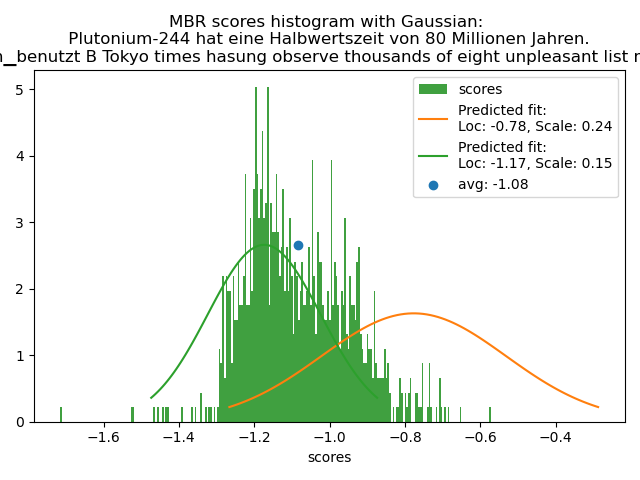 MBR scores histogram with Gaussian:
Plutonium-244 hat eine Halbwertszeit von 80 Millionen Jahren.
benutzt B Tokyo times hasung observe thousands of eight unpleasant list
scores
Predicted fit:
Loc: -0.78, Scale: 0.24
Predicted fit:
Loc: -1.17, Scale: 0.15
avg: -1.08
5
4
3
2
1
0
−1.6
−1.4
−1.2
−1.0
−0.8
−0.6
−0.4
scores